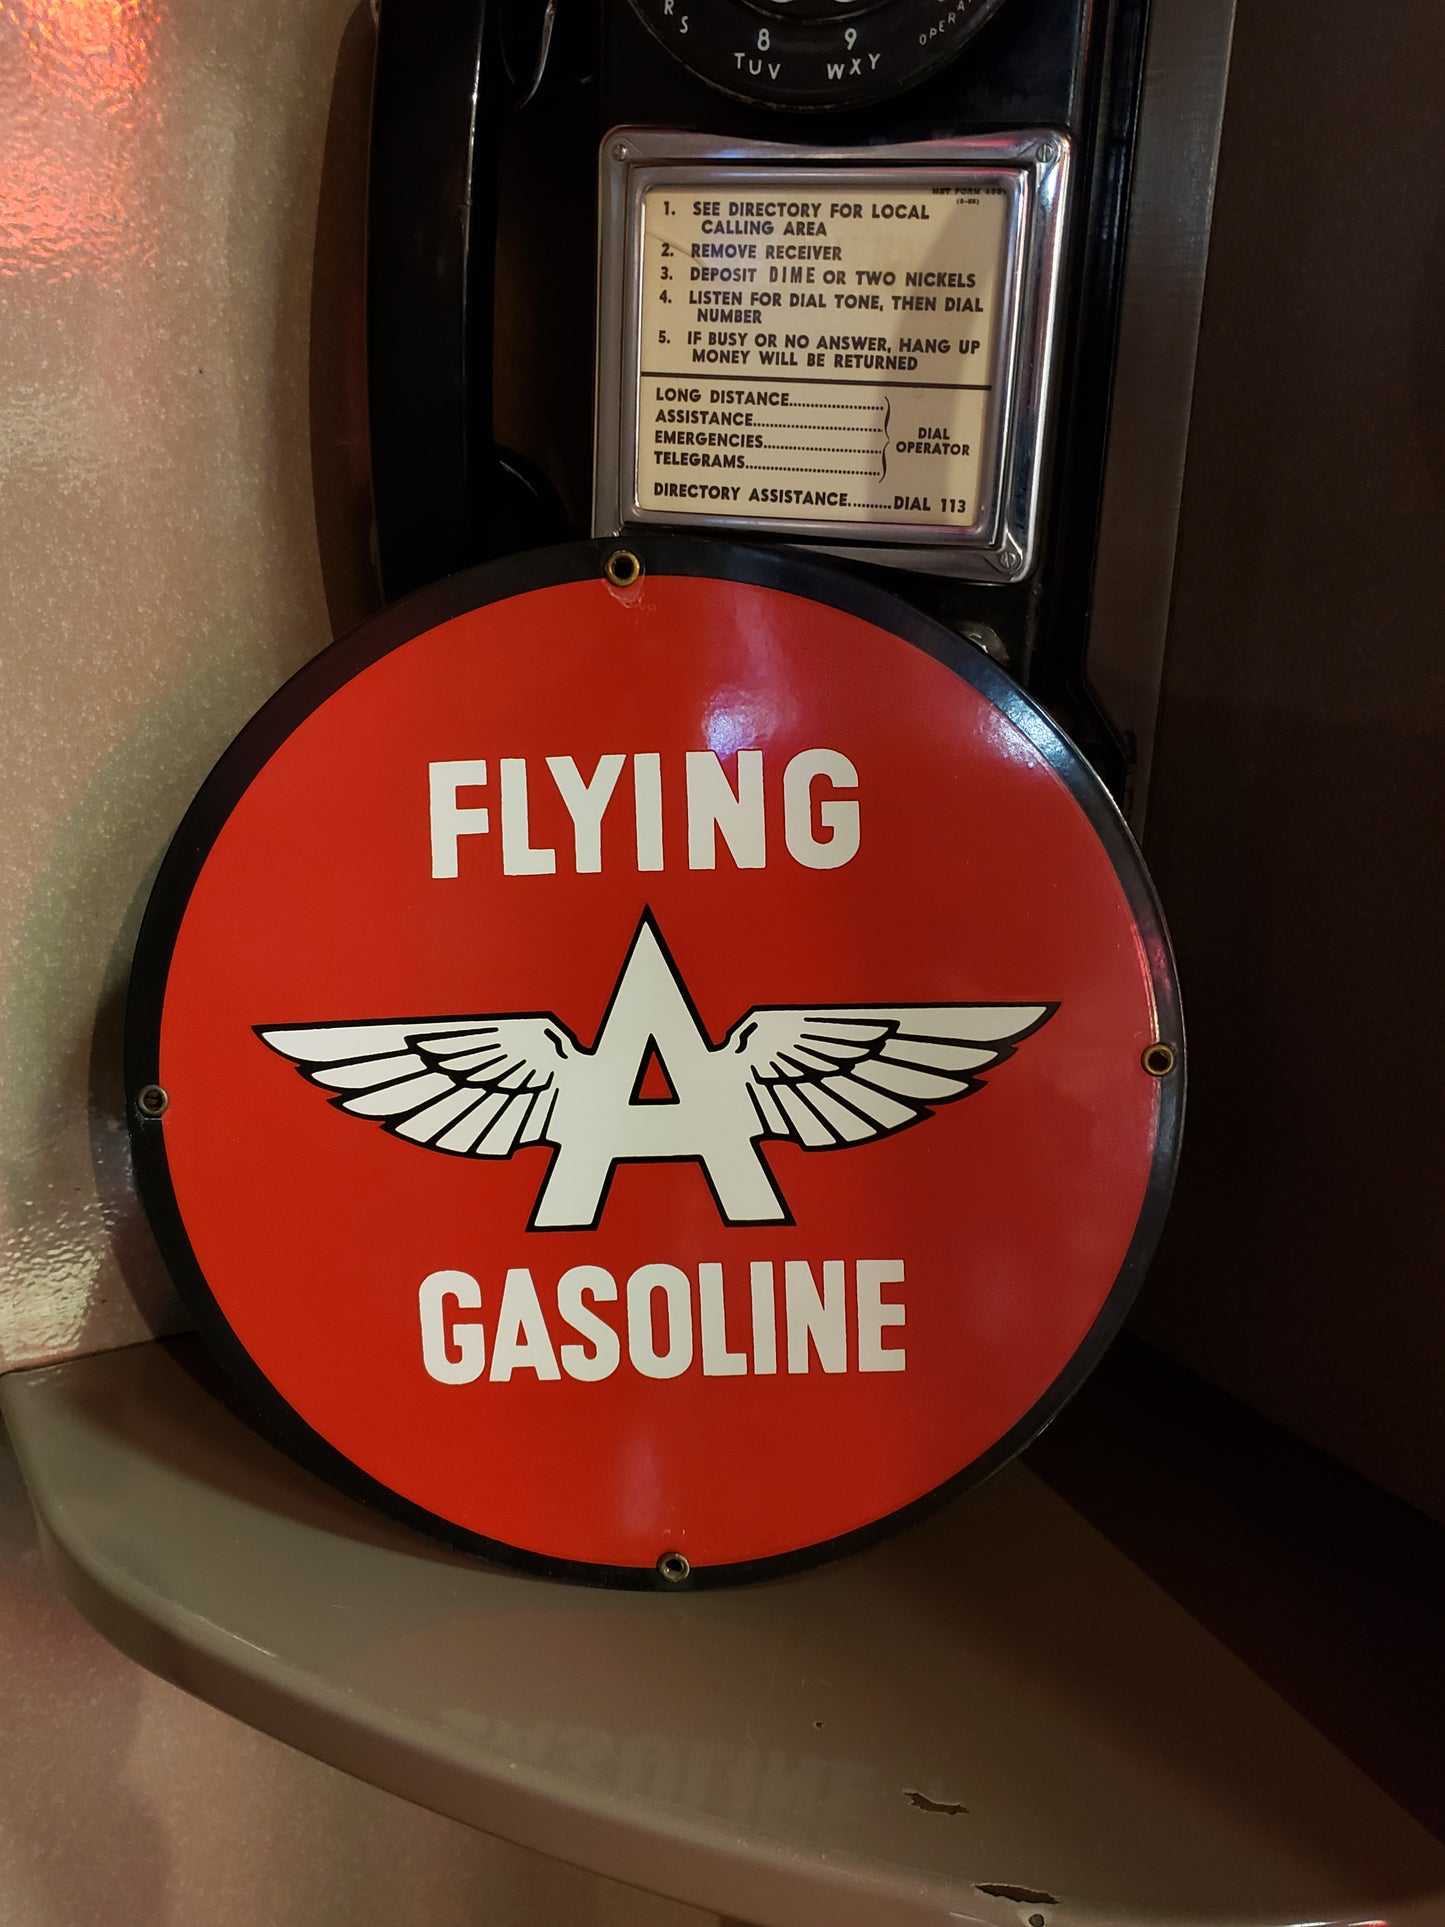 R S
8
TUV
9
WXY
(2-63)
1. SEE DIRECTORY FOR LOCAL
CALLING AREA
2. REMOVE RECEIVER
3. DEPOSIT DIME OR TWO NICKELS
4. LISTEN FOR DIAL TONE, THEN DIAL
NUMBER
5. IF BUSY OR NO ANSWER, HANG UP
MONEY WILL BE RETURNED
LONG DISTANCE
ASSISTANCE
EMERGENCIES
TELEGRAMS
DIAL
OPERATOR
DIRECTORY ASSISTANCE..........DIAL 113
FLYING
A
GASOLINE